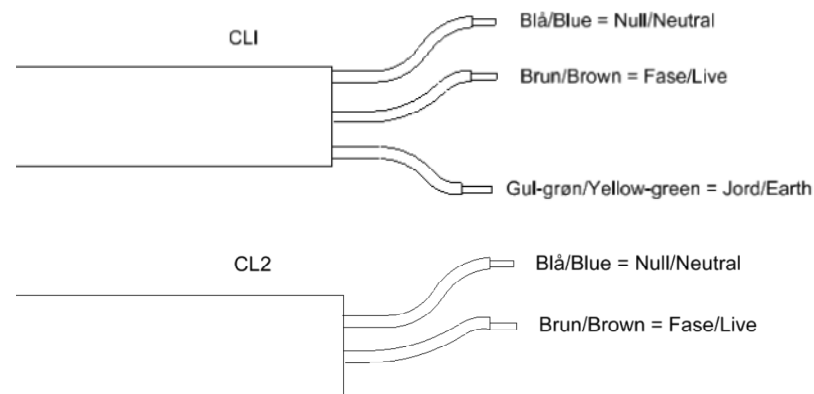 CL1
Blå/Blue = Null/Neutral
Brun/Brown = Fase/Live
Gul-grøn/Yellow-green = Jord/Earth
CL2
Blå/Blue = Null/Neutral
Brun/Brown = Fase/Live